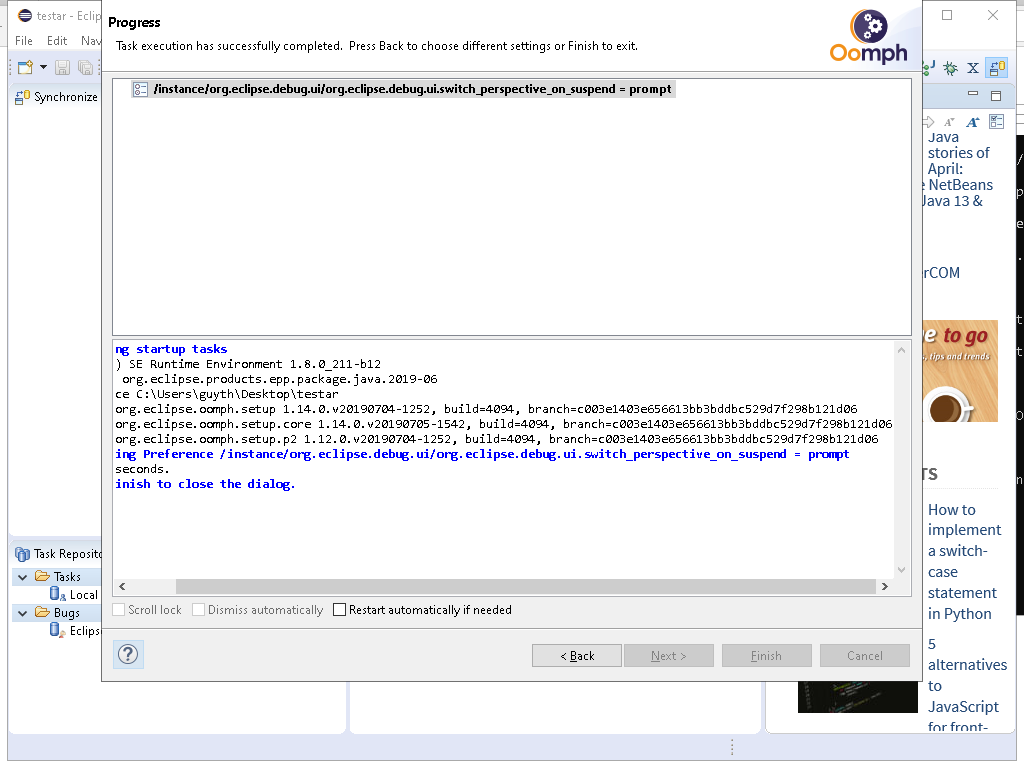 testar - Eclip
Progress
Task execution has successfully completed. Press Back to choose different settings or Finish to exit.
Oomph
File Edit Nav
Synchronize
/instance/org.eclipse.debug.ui/org.eclipse.debug.ui.switch_perspective_on_suspend = prompt
X
A
A
Java
stories of
April:
NetBeans
Java 13 &
erCOM
e to go
, tips and trends
ng startup tasks
) SE Runtime Environment 1.8.0_211-b12
org.eclipse.products.epp.package.java.2019-06
ce C:\Users\guyth\Desktop\testar
org.eclipse.oomph.setup 1.14.0.v20190704-1252, build=4094, branch=c003e1403e656613bb3bddbc529d7f298b121d06
org.eclipse.oomph.setup.core 1.14.0.v20190705-1542, build=4094, branch=c003e1403e656613bb3bddbc529d7f298b121d06
org.eclipse.oomph.setup.p2 1.12.0.v20190704-1252, build=4094, branch=c003e1403e656613bb3bddbc529d7f298b121d06
ing Preference /instance/org.eclipse.debug.ui/org.eclipse.debug.ui.switch_perspective_on_suspend = prompt
seconds.
inish to close the dialog.
TS
How to
implement
a switch-
case
statement
in Python
5
alternatives
to
JavaScript
for front-
Task Reposito
Tasks
Local
Bugs
Eclips
Scroll lock Dismiss automatically Restart automatically if needed
?
< Back Next > Finish Cancel